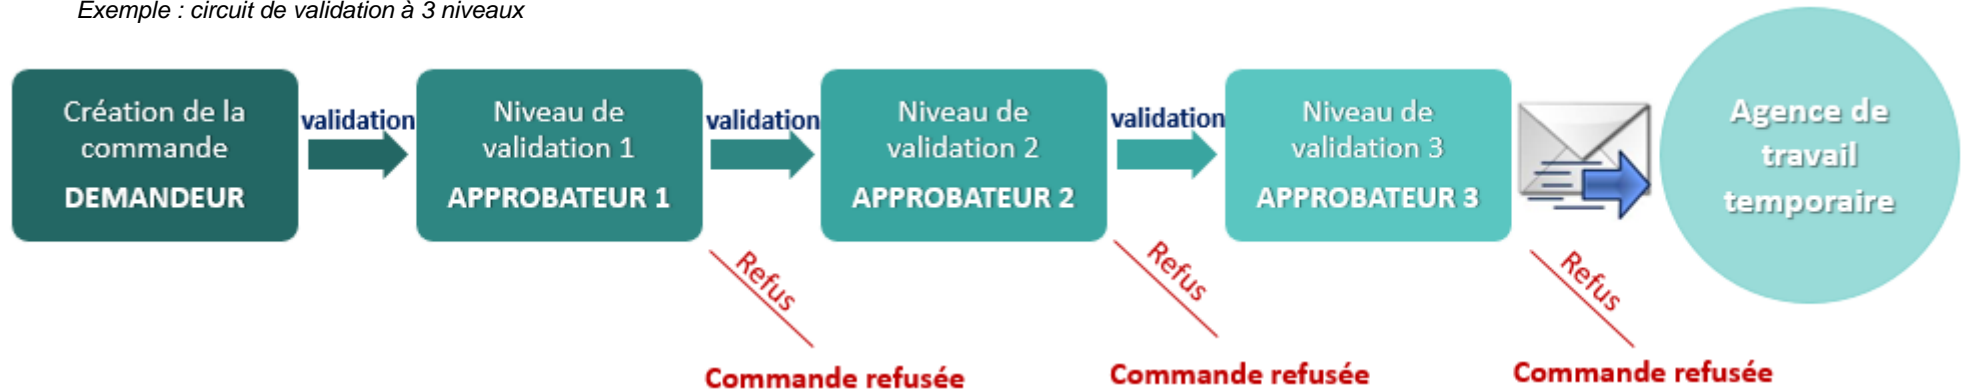 Exemple : circuit de validation à 3 niveaux
Création de la
commande
DEMANDEUR
validation
Niveau de
validation 1
APPROBATEUR 1
validation
Niveau de
validation 2
APPROBATEUR 2
validation
Niveau de
validation 3
APPROBATEUR 3
Agence de
travail
temporaire
Refus
Commande refusée
Refus
Commande refusée
Refus
Commande refusée